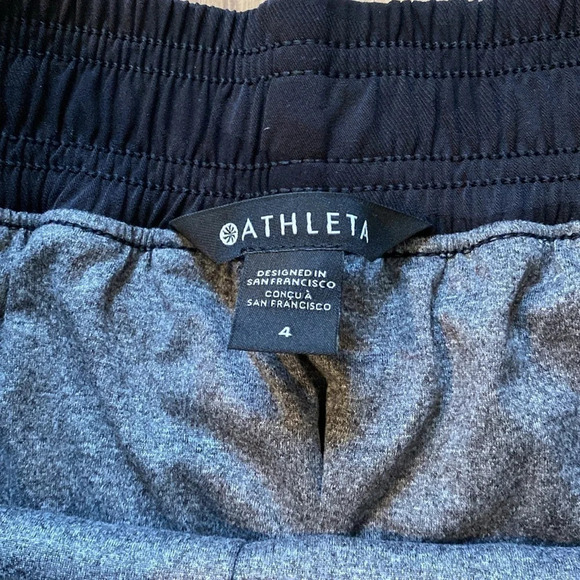 ATHLETA
DESIGNED IN
SAN FRANCISCO
CONÇU À
SAN FRANCISCO
4